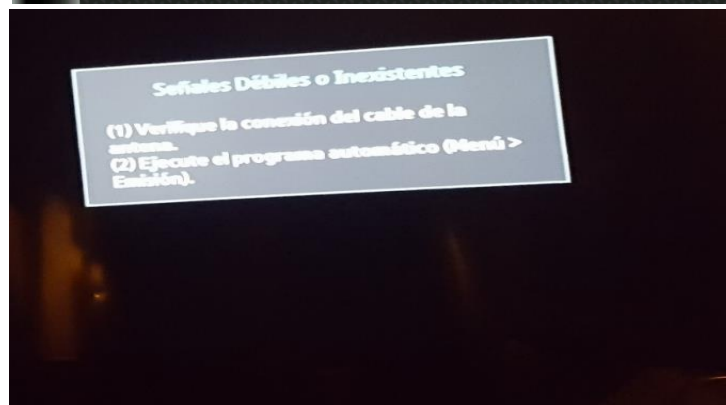 Señales Débiles o Inexistentes
(1) Verifique la conexión del cable de la
antena.
(2) Ejecute el programa automático (Menú >
Emisión).